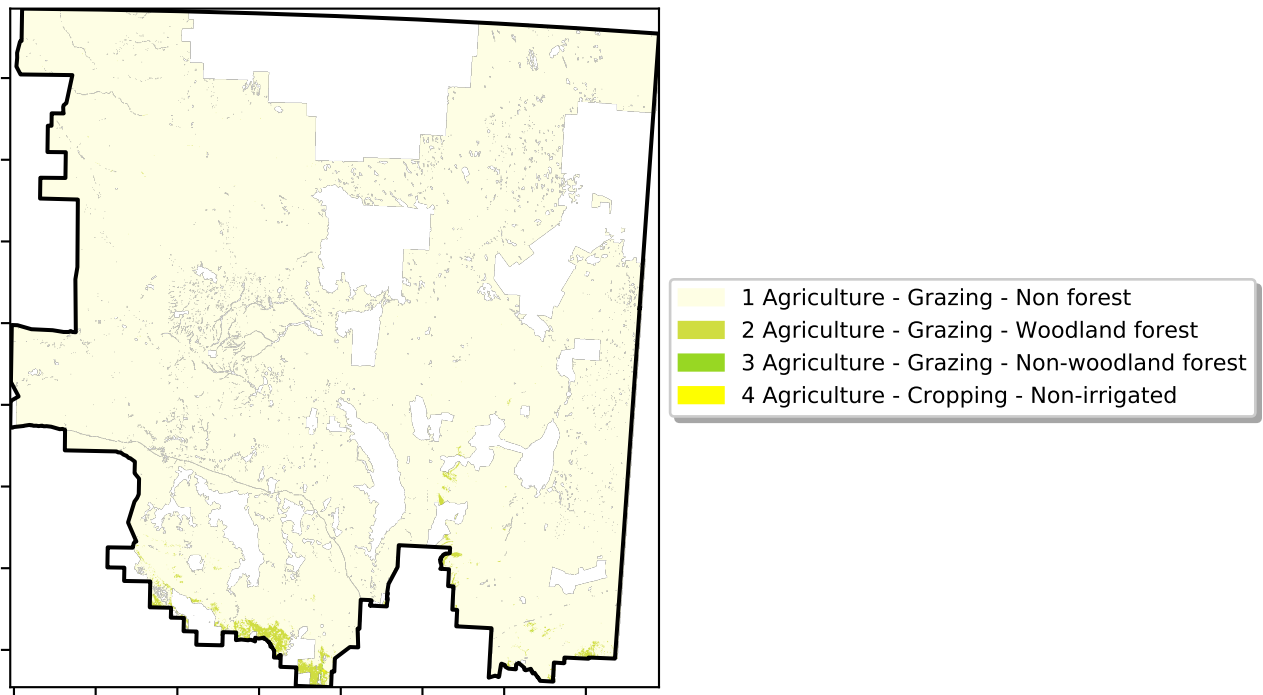 1 Agriculture - Grazing - Non forest
2 Agriculture - Grazing - Woodland forest
3 Agriculture - Grazing - Non-woodland forest
4 Agriculture - Cropping - Non-irrigated